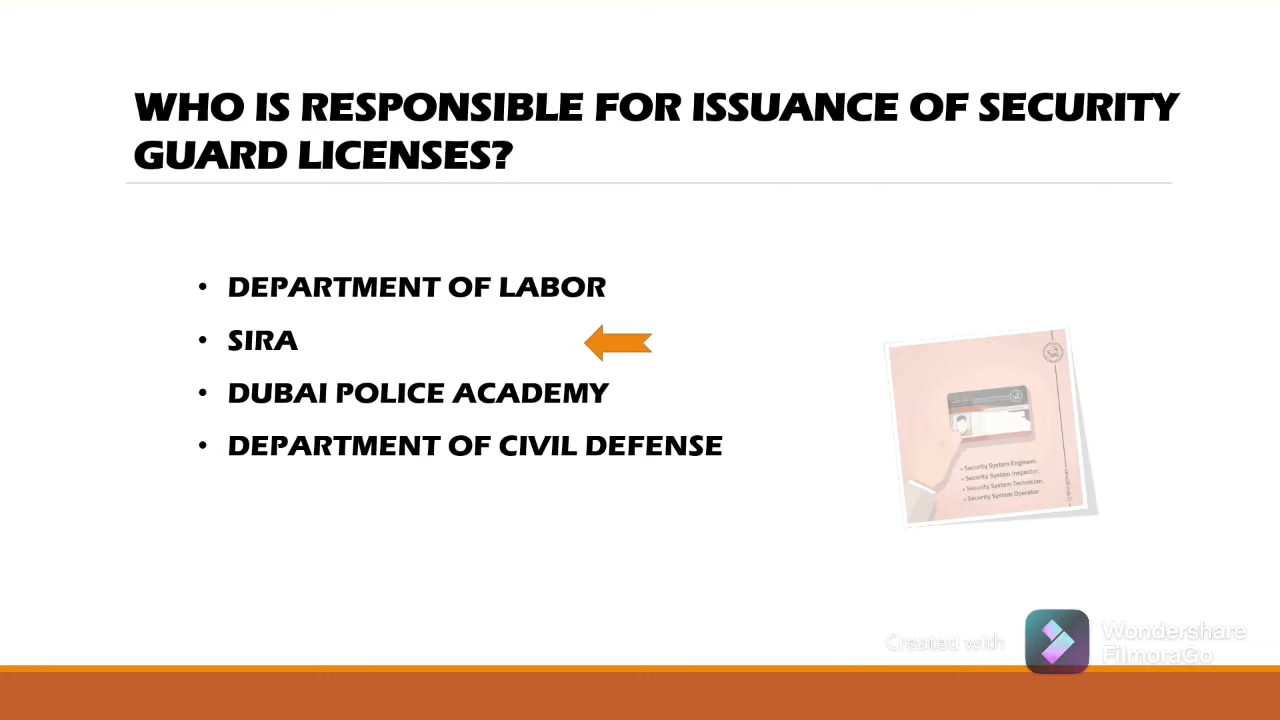 WHO IS RESPONSIBLE FOR ISSUANCE OF SECURITY
GUARD LICENSES?
• DEPARTMENT OF LABOR
• SIRA
• DUBAI POLICE ACADEMY
• DEPARTMENT OF CIVIL DEFENSE
• Security System Engineer.
• Security System Inspector.
• Security System Technician.
• Security System Operator
Created with
Wondershare
FilmoraGo